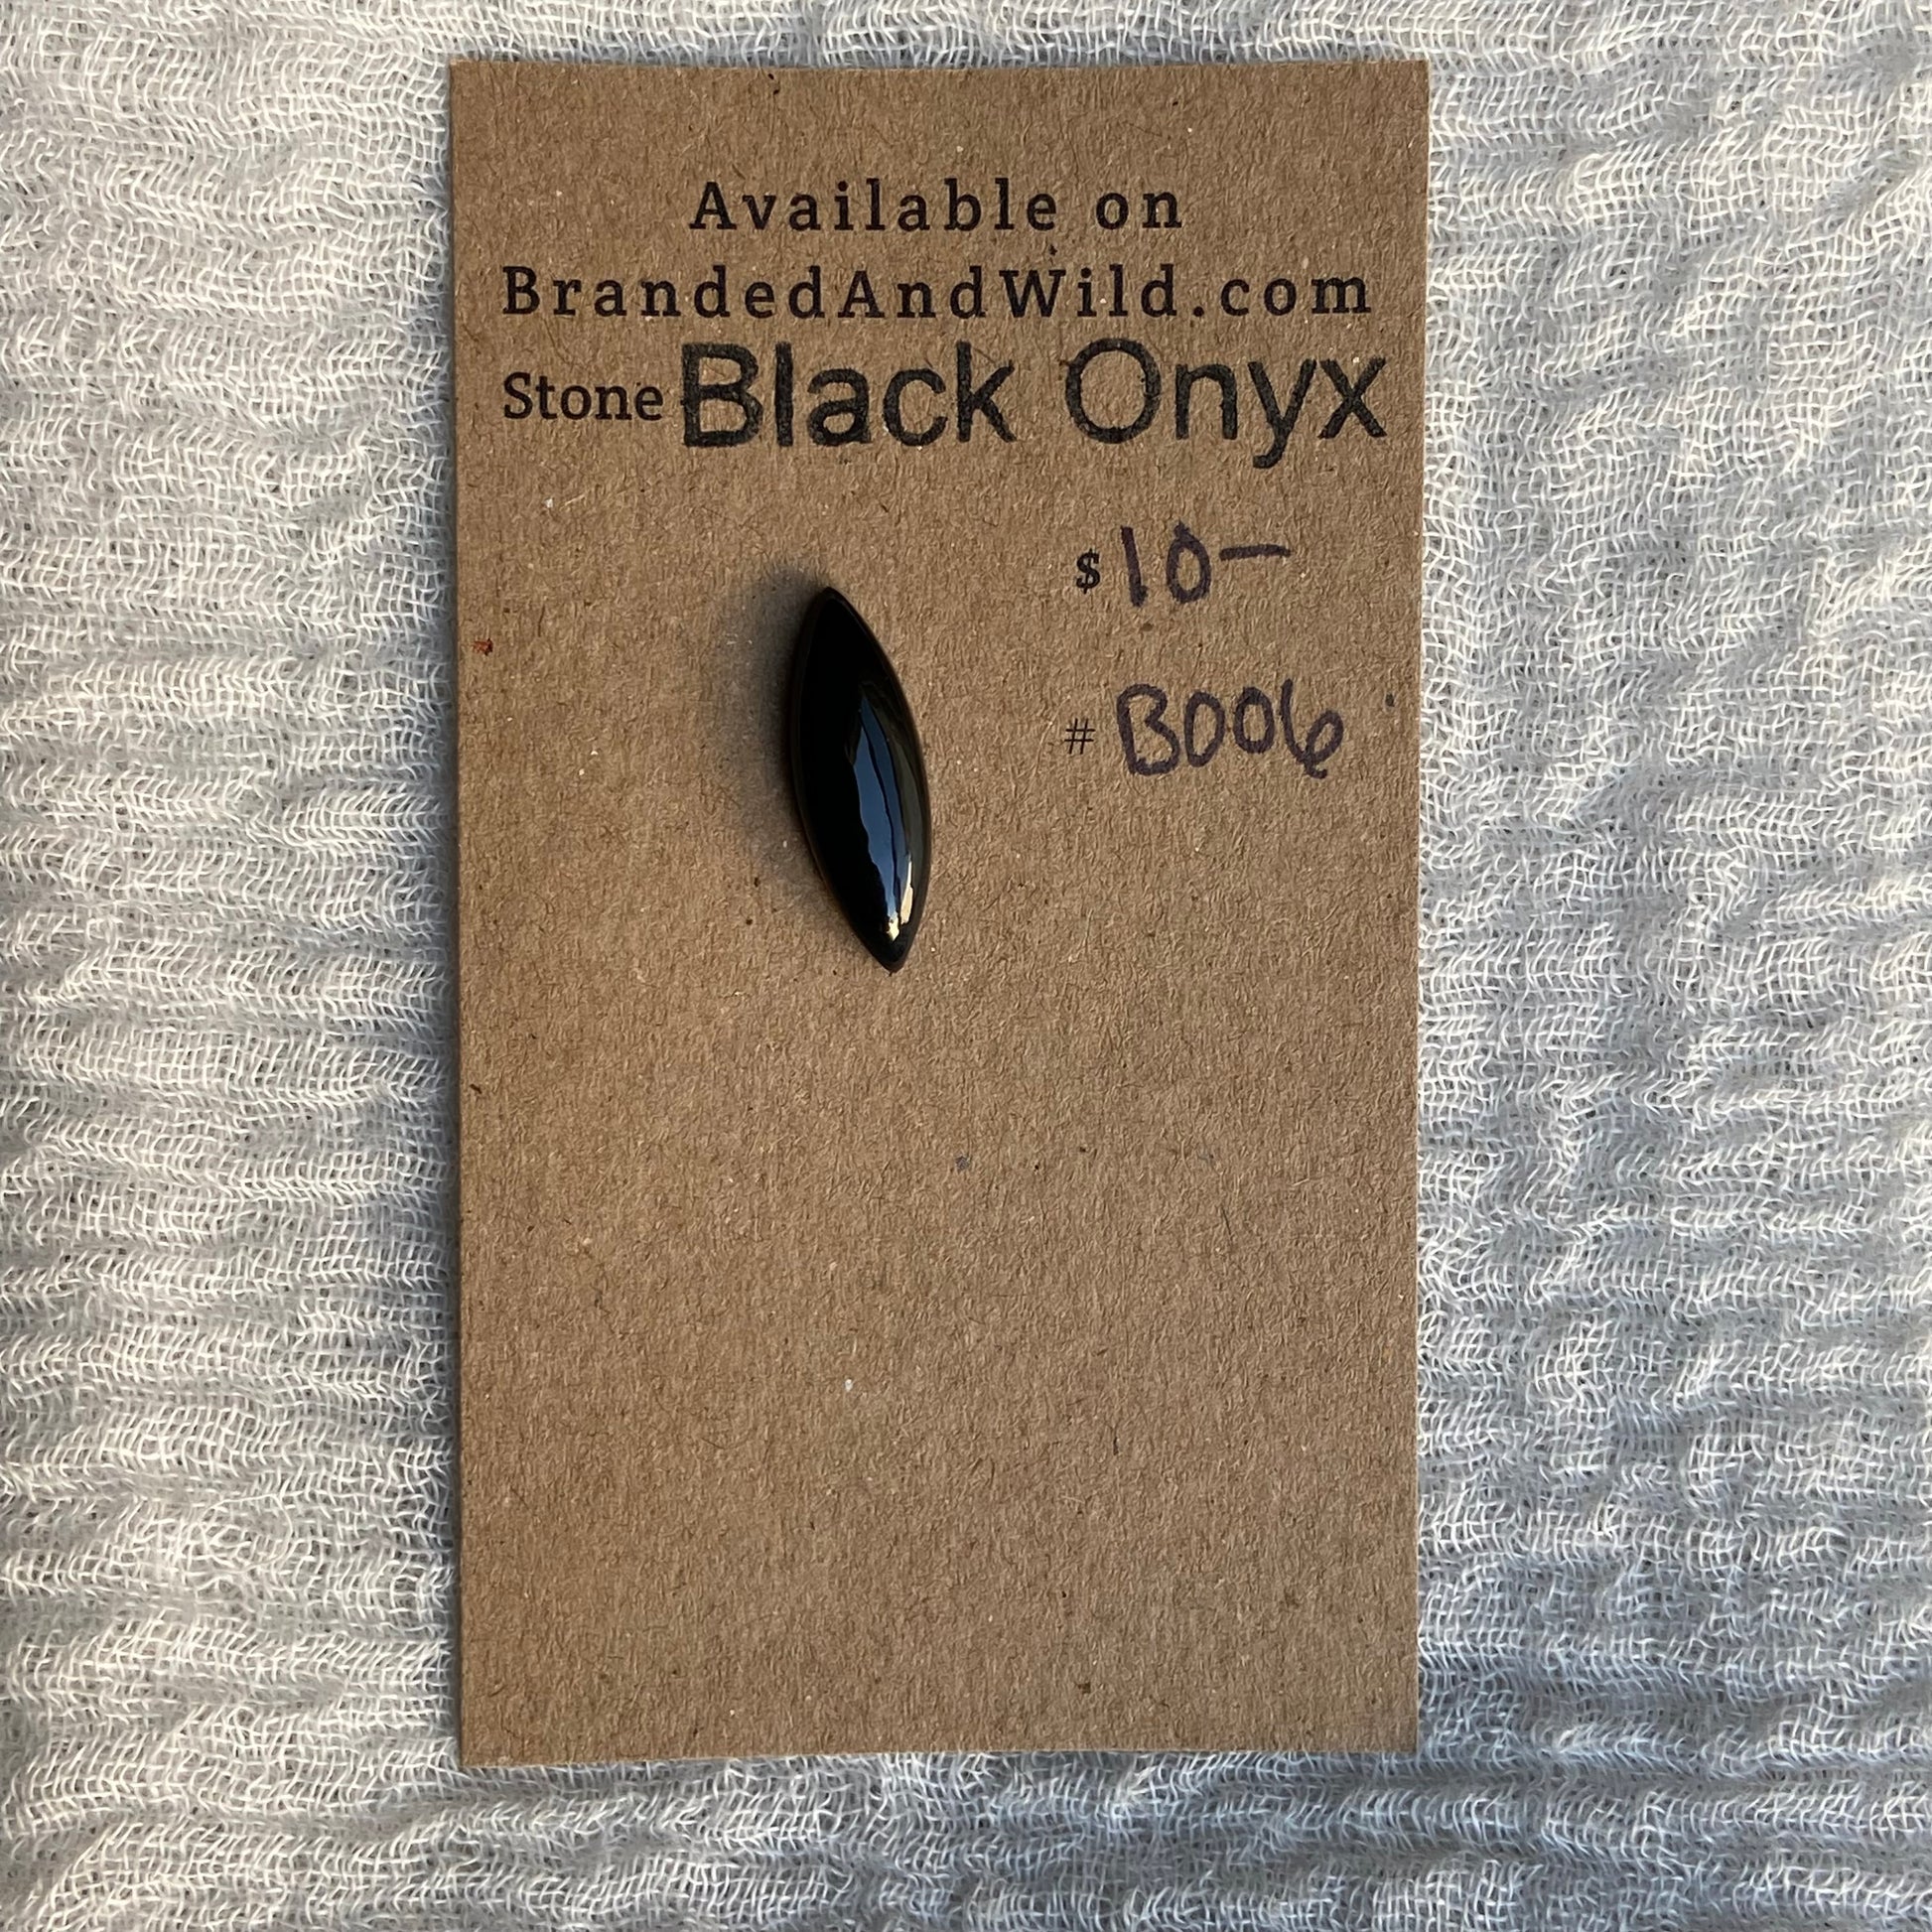 Available on
BrandedAndWild.com
Stone Black Onyx
$10—
# B006